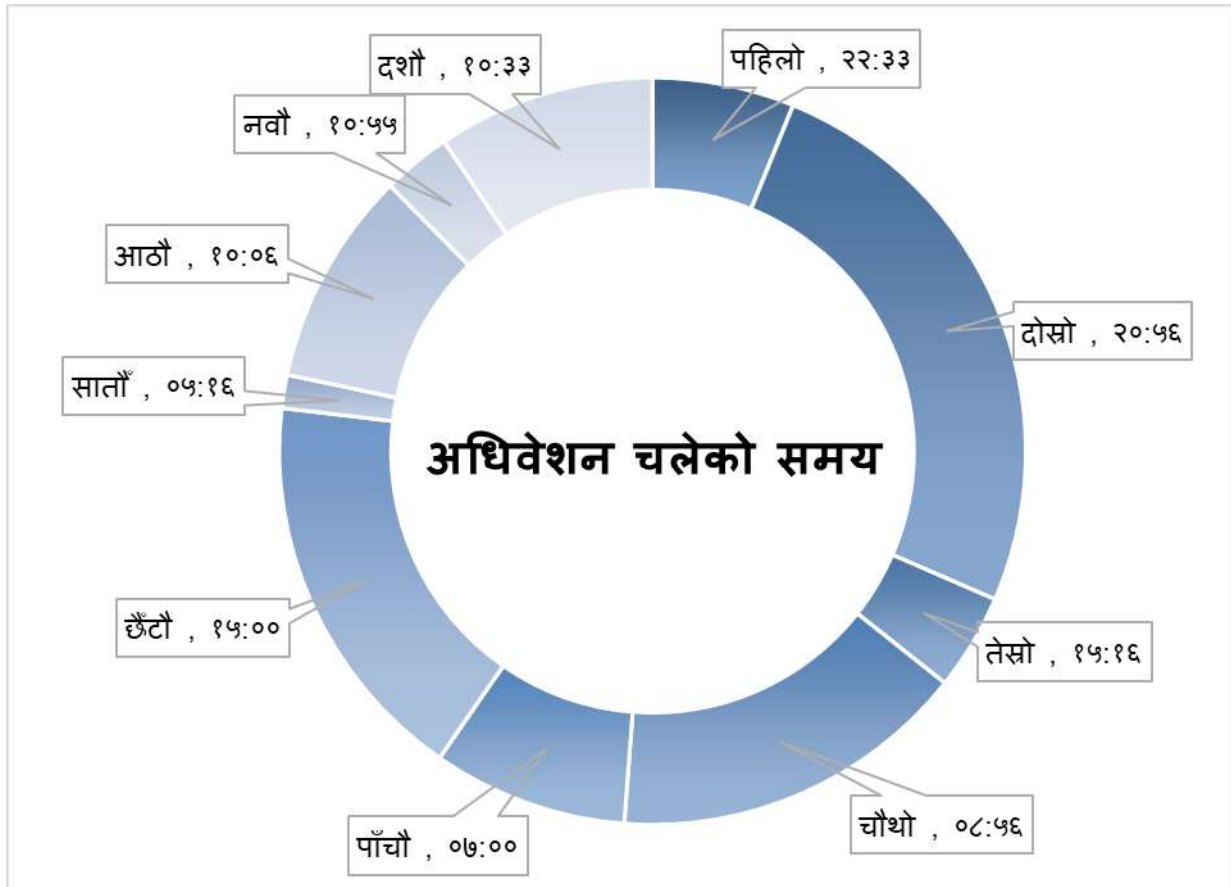 पहिलो , २२:३३
दोस्रो , २०:५६
तेस्रो , १५:१६
चौथो , ०८:५६
पाँचौ , ०७:००
छैँटौ , १५:००
सातौँ , ०५:१६
आठौ , १०:०६
नवौ , १०:५५
दशौ , १०:३३
अधिवेशन चलेको समय